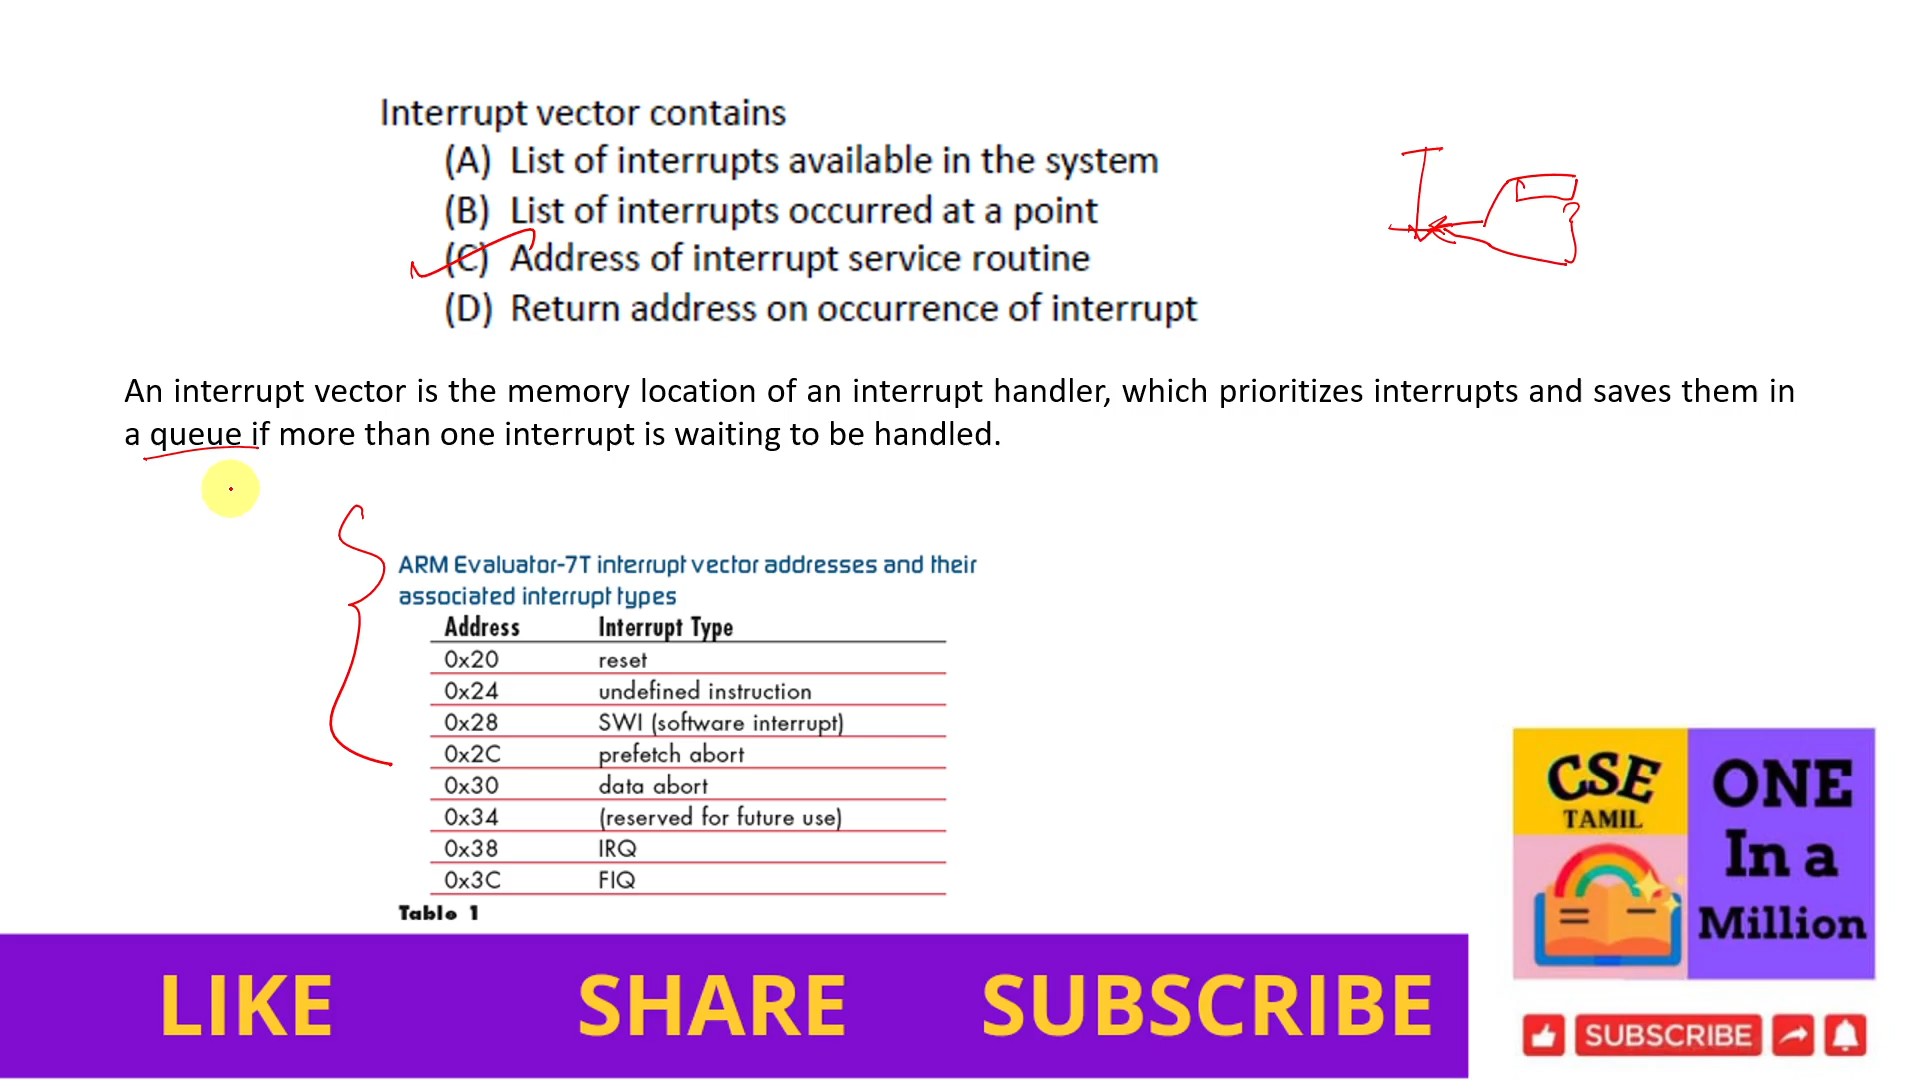 Interrupt vector contains
(A) List of interrupts available in the system
(B) List of interrupts occurred at a point
(C) Address of interrupt service routine
(D) Return address on occurrence of interrupt
An interrupt vector is the memory location of an interrupt handler, which prioritizes interrupts and saves them in
a queue if more than one interrupt is waiting to be handled.
ARM Evaluator-7T interrupt vector addresses and their
associated interrupt types
Address Interrupt Type
0x20 reset
0x24 undefined instruction
0x28 SWI (software interrupt)
0x2C prefetch abort
0x30 data abort
0x34 (reserved for future use)
0x38 IRQ
0x3C FIQ
Table 1
CSE
TAMIL
ONE
In a
Million
LIKE SHARE SUBSCRIBE
SUBSCRIBE